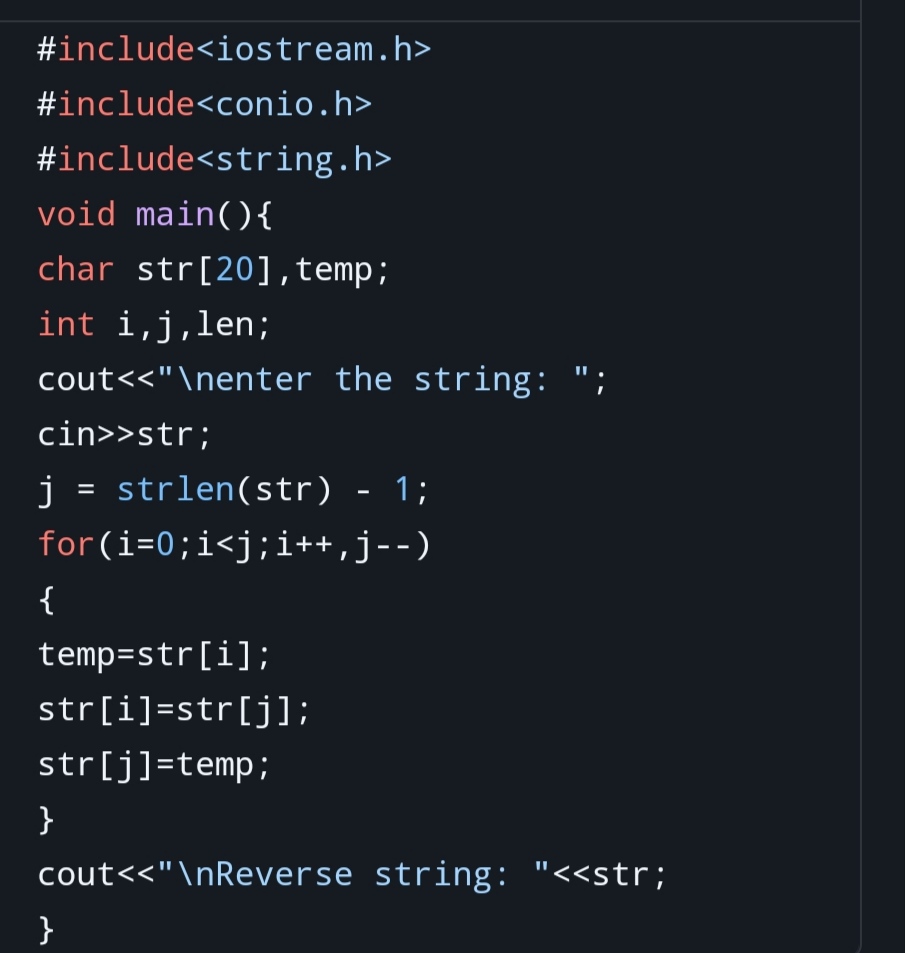 #include<iostream.h>
#include<conio.h>
#include<string.h>
void main(){
char str[20],temp;
int i,j,len;
cout<<"\nenter the string: ";
cin>>str;
j = strlen(str) - 1;
for(i=0;i<j;i++,j--)
{
temp=str[i];
str[i]=str[j];
str[j]=temp;
}
cout<<"\nReverse string: "<<str;
}